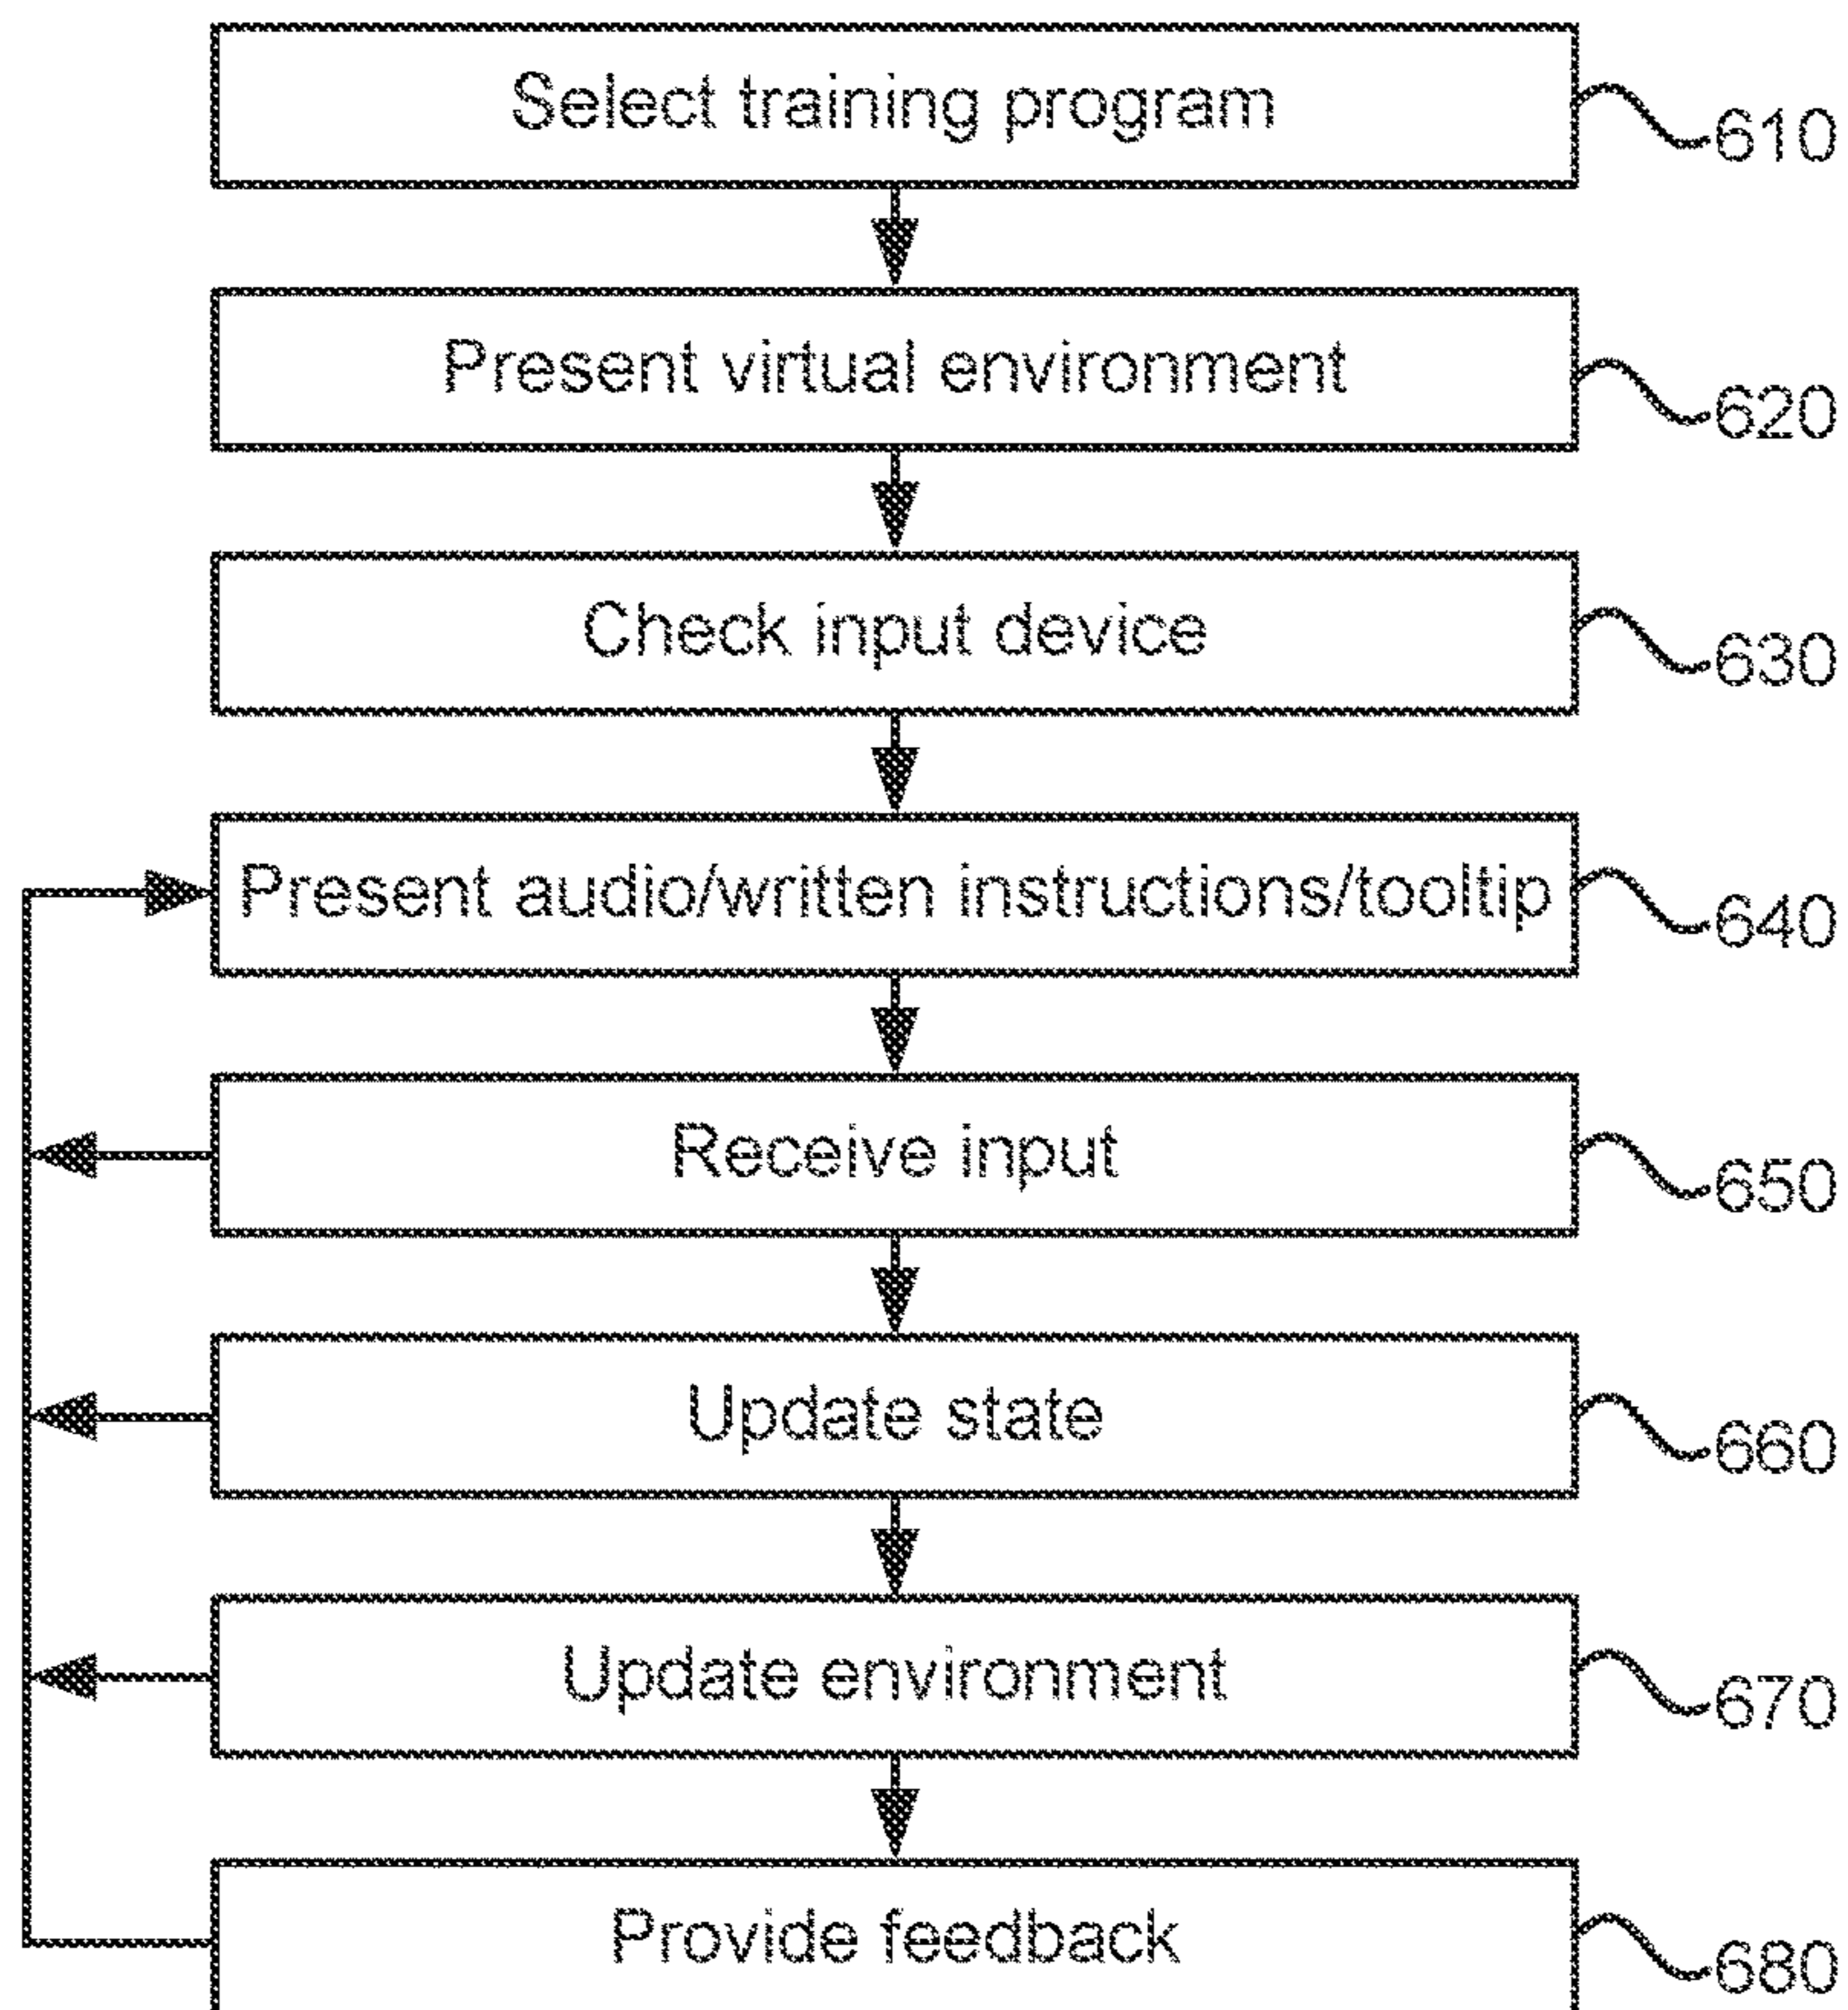 Select training program
610
Present virtual environment
620
Check input device
630
Present audio/written instructions/tooltip
640
Receive input
650
Update state
660
Update environment
670
Provide feedback
680